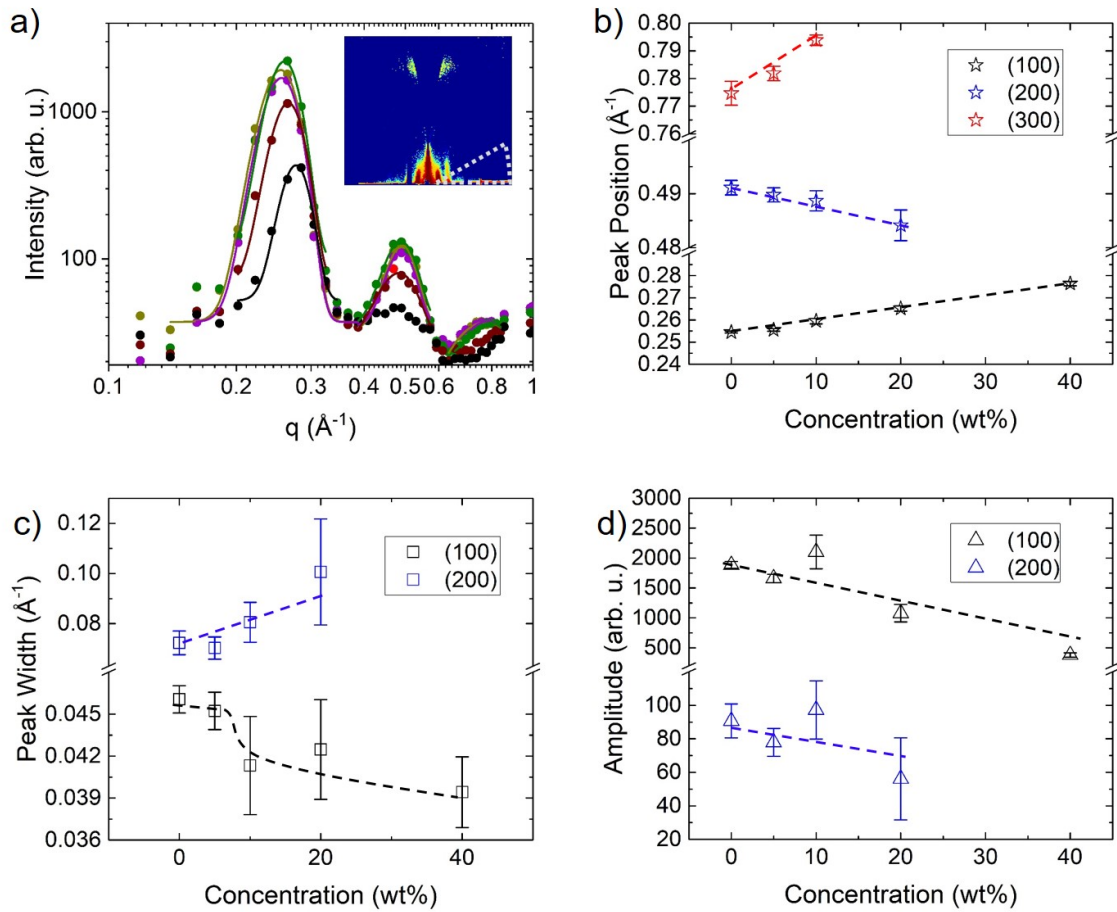 a)
1000
100
Intensity (arb. u.)
0.1 0.2 0.3 0.4 0.5 0.6 0.8 1
q (Å-1)
b)
0.80
0.79
0.78
0.77
0.76
0.49
0.48
0.28
0.27
0.26
0.25
0.24
Peak Position (Å-1)
(100)
(200)
(300)
0 10 20 30 40
Concentration (wt%)
c)
0.12
0.10
0.08
0.045
0.042
0.039
0.036
Peak Width (Å-1)
(100)
(200)
0 20 40
Concentration (wt%)
d)
3000
2500
2000
1500
1000
500
100
80
60
40
20
Amplitude (arb. u.)
(100)
(200)
0 10 20 30 40
Concentration (wt%)